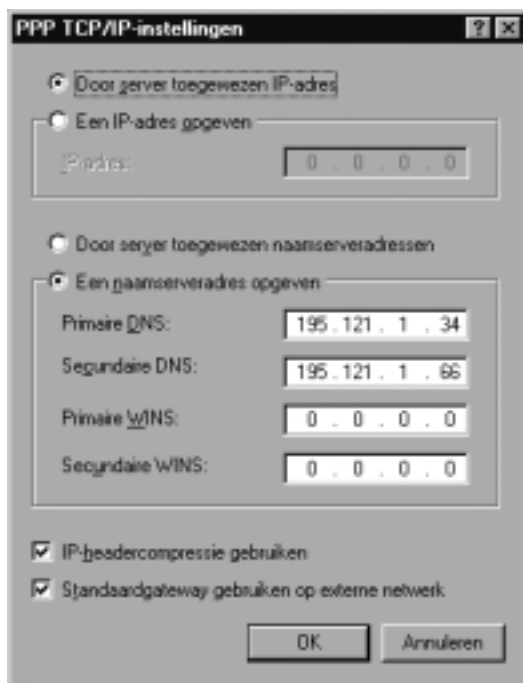 PPP TCP/IP-instellingen
Door server toegewezen IP-adres
Een IP-adres opgeven
IP-adres: 0 . 0 . 0 . 0
Door server toegewezen naamserveradressen
Een naamserveradres opgeven
Primaire DNS: 195 . 121 . 1 . 34
Segundaire DNS: 195 . 121 . 1 . 66
Primaire WINS: 0 . 0 . 0 . 0
Secundaire WINS: 0 . 0 . 0 . 0
IP-headercompressie gebruiken
Standaardgateway gebruiken op externe netwerk
OK Annuleren